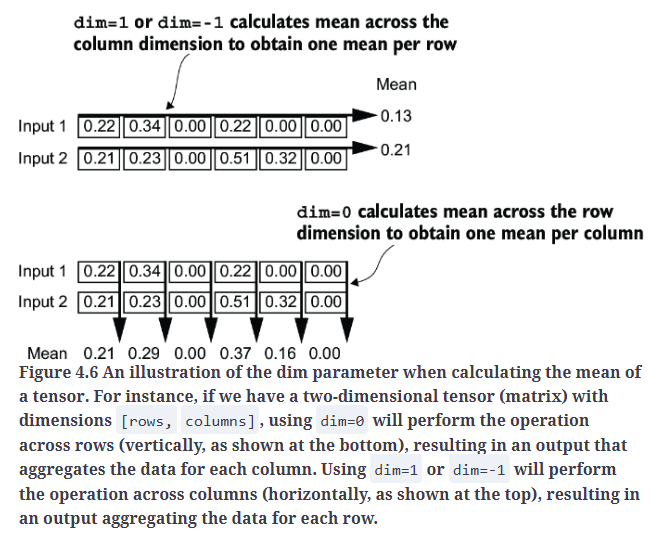 dim=1 or dim=-1 calculates mean across the
column dimension to obtain one mean per row
Mean
Input 1 0.22 0.34 0.00 0.22 0.00 0.00 0.13
Input 2 0.21 0.23 0.00 0.51 0.32 0.00 0.21
dim=0 calculates mean across the row
dimension to obtain one mean per column
Input 1 0.22 0.34 0.00 0.22 0.00 0.00
Input 2 0.21 0.23 0.00 0.51 0.32 0.00
Mean 0.21 0.29 0.00 0.37 0.16 0.00
Figure 4.6 An illustration of the dim parameter when calculating the mean of
a tensor. For instance, if we have a two-dimensional tensor (matrix) with
dimensions [rows, columns], using dim=0 will perform the operation
across rows (vertically, as shown at the bottom), resulting in an output that
aggregates the data for each column. Using dim=1 or dim=-1 will perform
the operation across columns (horizontally, as shown at the top), resulting in
an output aggregating the data for each row.